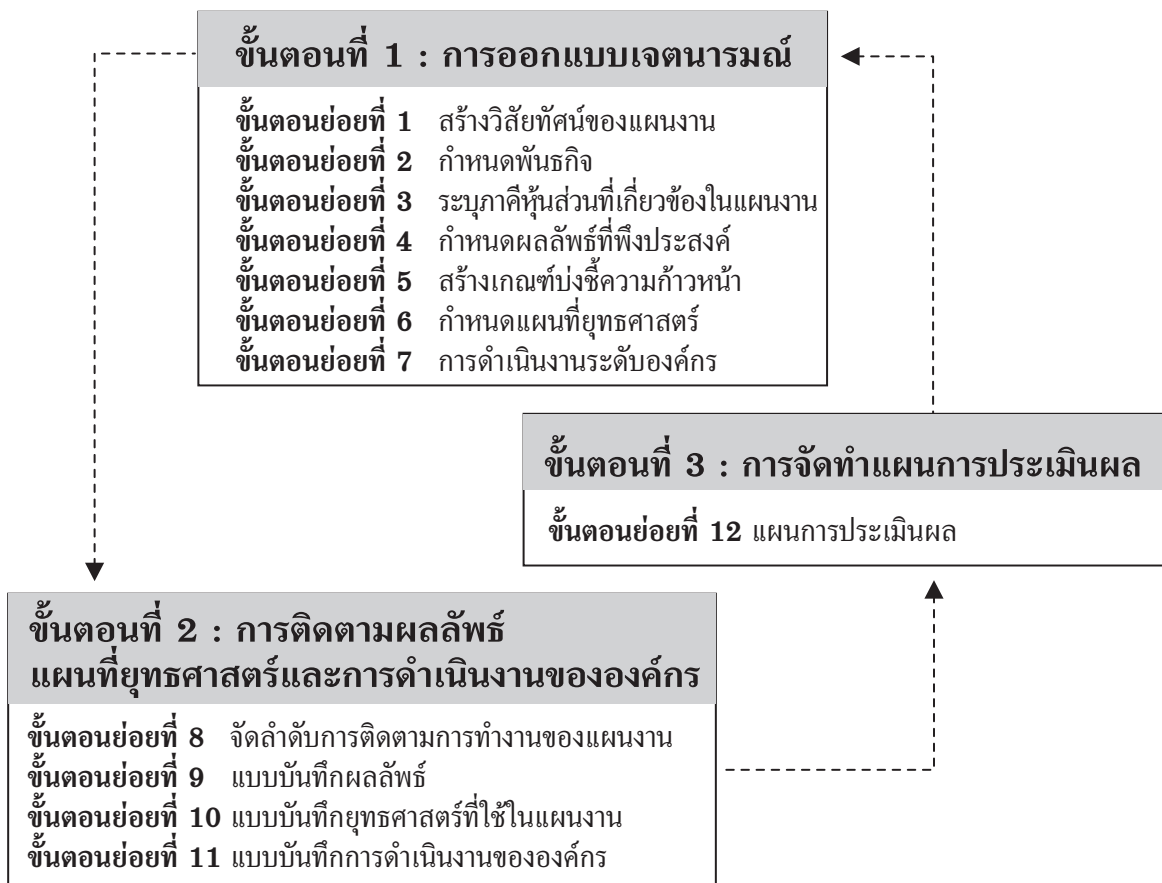 ขั้นตอนที่ 1 : การออกแบบเจตนารมณ์
ขั้นตอนย่อยที่ 1 สร้างวิสัยทัศน์ของแผนงาน
ขั้นตอนย่อยที่ 2 กำหนดพันธกิจ
ขั้นตอนย่อยที่ 3 ระบุภาคีหุ้นส่วนที่เกี่ยวข้องในแผนงาน
ขั้นตอนย่อยที่ 4 กำหนดผลลัพธ์ที่พึงประสงค์
ขั้นตอนย่อยที่ 5 สร้างเกณฑ์บ่งชี้ความก้าวหน้า
ขั้นตอนย่อยที่ 6 กำหนดแผนที่ยุทธศาสตร์
ขั้นตอนย่อยที่ 7 การดำเนินงานระดับองค์กร
ขั้นตอนที่ 3 : การจัดทำแผนการประเมินผล
ขั้นตอนย่อยที่ 12 แผนการประเมินผล
ขั้นตอนที่ 2 : การติดตามผลลัพธ์
แผนที่ยุทธศาสตร์และการดำเนินงานขององค์กร
ขั้นตอนย่อยที่ 8 จัดลำดับการติดตามการทำงานของแผนงาน
ขั้นตอนย่อยที่ 9 แบบบันทึกผลลัพธ์
ขั้นตอนย่อยที่ 10 แบบบันทึกยุทธศาสตร์ที่ใช้ในแผนงาน
ขั้นตอนย่อยที่ 11 แบบบันทึกการดำเนินงานขององค์กร